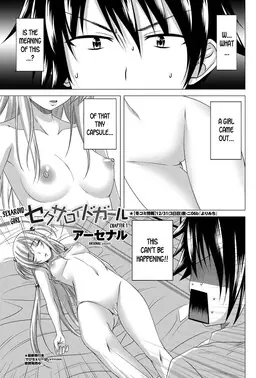 W...
WHAT...
IS THE
MEANING
OF THIS
...?
A GIRL
CAME
OUT...
OF THAT
TINY
CAPSULE...
SEXAROID
GIRL
セクサロイドガール
CHAPTER 1
アーセナル
ARSENAL
THIS
CAN'T BE
HAPPENING!!